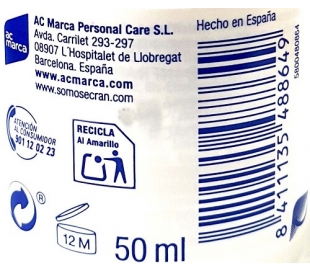 ac
marca
AC Marca Personal Care S.L.
Avda. Carrilet 293-297
08907 L'Hospitalet de Llobregat
Barcelona. España
www.acmarca.com
www.somosecran.com
Hecho en España
ATENCIÓN
AL CONSUMIDOR
901 12 02 23
RECICLA
Al Amarillo
®
12 M
50 ml
8 411135 488649
5800480864